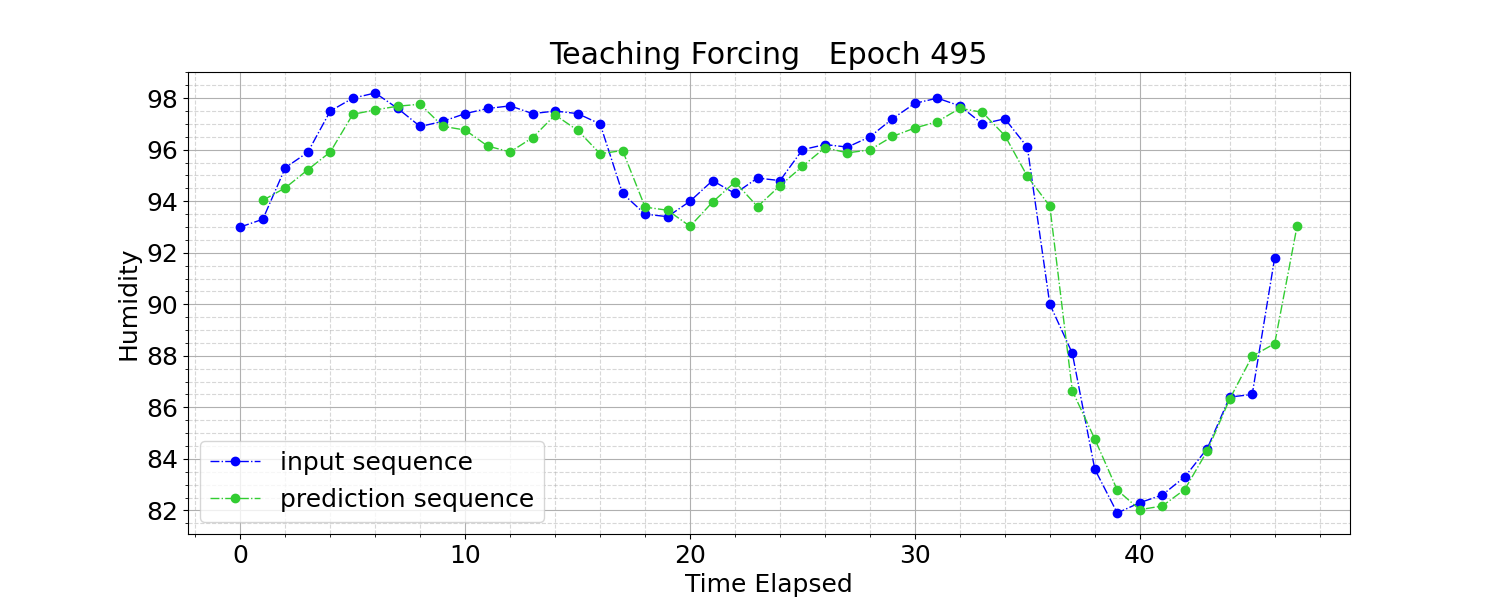 Teaching Forcing   Epoch 495
98
96
94
92
90
88
86
84
82
Humidity
input sequence
prediction sequence
0 10 20 30 40
Time Elapsed